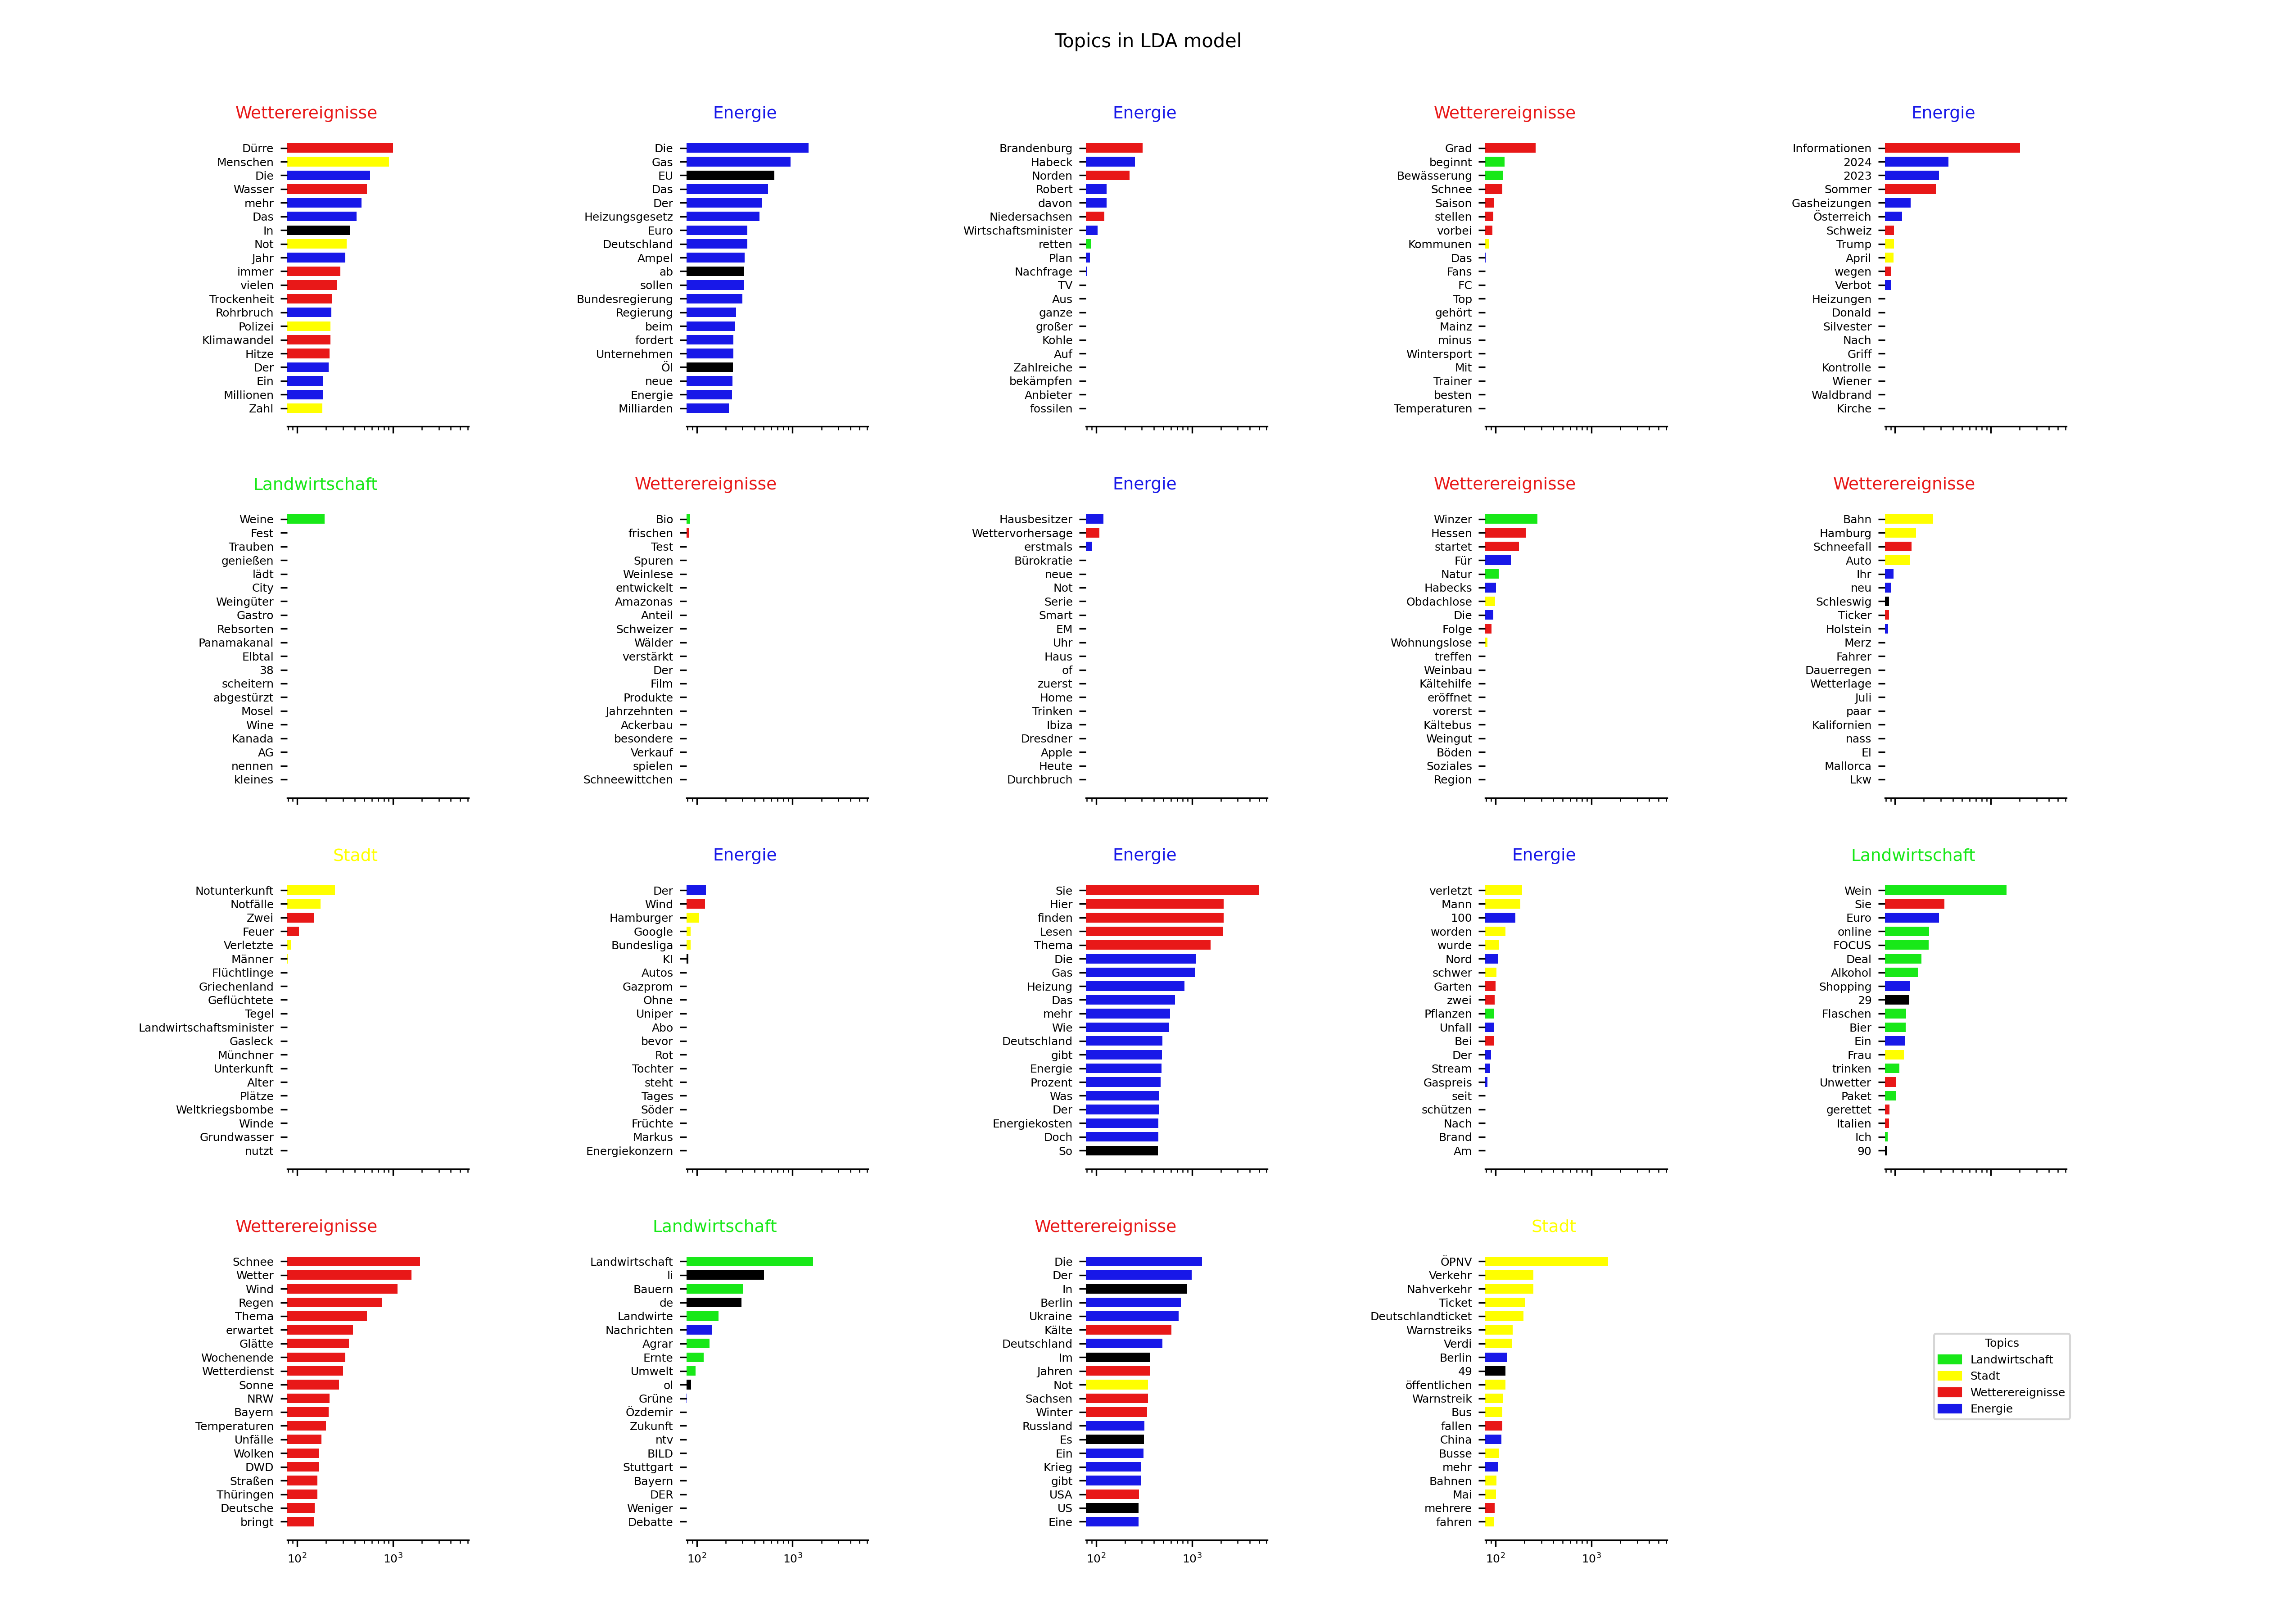 Topics in LDA model
Wetterereignisse
Dürre
Menschen
Die
Wasser
mehr
Das
In
Not
Jahr
immer
vielen
Trockenheit
Rohrbruch
Polizei
Klimawandel
Hitze
Der
Ein
Millionen
Zahl
Energie
Die
Gas
EU
Das
Der
Heizungsgesetz
Euro
Deutschland
Ampel
ab
sollen
Bundesregierung
Regierung
beim
fordert
Unternehmen
Öl
neue
Energie
Milliarden
Energie
Brandenburg
Habeck
Norden
Robert
davon
Niedersachsen
Wirtschaftsminister
retten
Plan
Nachfrage
TV
Aus
ganze
großer
Kohle
Auf
Zahlreiche
bekämpfen
Anbieter
fossilen
Wetterereignisse
Grad
beginnt
Bewässerung
Schnee
Saison
stellen
vorbei
Kommunen
Das
Fans
FC
Top
gehört
Mainz
minus
Wintersport
Mit
Trainer
besten
Temperaturen
Energie
Informationen
2024
2023
Sommer
Gasheizungen
Österreich
Schweiz
Trump
April
wegen
Verbot
Heizungen
Donald
Silvester
Nach
Griff
Kontrolle
Wiener
Waldbrand
Kirche
Landwirtschaft
Weine
Fest
Trauben
genießen
lädt
City
Weingüter
Gastro
Rebsorten
Panamakanal
Elbtal
38
scheitern
abgestürzt
Mosel
Wine
Kanada
AG
nennen
kleines
Wetterereignisse
Bio
frischen
Test
Spuren
Weinlese
entwickelt
Amazonas
Anteil
Schweizer
Wälder
verstärkt
Der
Film
Produkte
Jahrzehnten
Ackerbau
besondere
Verkauf
spielen
Schneewittchen
Energie
Hausbesitzer
Wettervorhersage
erstmals
Bürokratie
neue
Not
Serie
Smart
EM
Uhr
Haus
of
zuerst
Home
Trinken
Ibiza
Dresdner
Apple
Heute
Durchbruch
Wetterereignisse
Winzer
Hessen
startet
Für
Natur
Habecks
Obdachlose
Die
Folge
Wohnungslose
treffen
Weinbau
Kältehilfe
eröffnet
vorerst
Kältebus
Weingut
Böden
Soziales
Region
Wetterereignisse
Bahn
Hamburg
Schneefall
Auto
Ihr
neu
Schleswig
Ticker
Holstein
Merz
Fahrer
Dauerregen
Wetterlage
Juli
paar
Kalifornien
nass
El
Mallorca
Lkw
Stadt
Notunterkunft
Notfälle
Zwei
Feuer
Verletzte
Männer
Flüchtlinge
Griechenland
Geflüchtete
Tegel
Landwirtschaftsminister
Gasleck
Münchner
Unterkunft
Alter
Plätze
Weltkriegsbombe
Winde
Grundwasser
nutzt
Energie
Der
Wind
Hamburger
Google
Bundesliga
KI
Autos
Gazprom
Ohne
Uniper
Abo
bevor
Rot
Tochter
steht
Tages
Söder
Früchte
Markus
Energiekonzern
Energie
Sie
Hier
finden
Lesen
Thema
Die
Gas
Heizung
Das
mehr
Wie
Deutschland
gibt
Energie
Prozent
Was
Der
Energiekosten
Doch
So
Energie
verletzt
Mann
100
worden
wurde
Nord
schwer
Garten
zwei
Pflanzen
Unfall
Bei
Der
Stream
Gaspreis
seit
schützen
Nach
Brand
Am
Landwirtschaft
Wein
Sie
Euro
online
FOCUS
Deal
Alkohol
Shopping
29
Flaschen
Bier
Ein
Frau
trinken
Unwetter
Paket
gerettet
Italien
Ich
90
Wetterereignisse
Schnee
Wetter
Wind
Regen
Thema
erwartet
Glätte
Wochenende
Wetterdienst
Sonne
NRW
Bayern
Temperaturen
Unfälle
Wolken
DWD
Straßen
Thüringen
Deutsche
bringt
10²
10³
Landwirtschaft
Landwirtschaft
li
Bauern
de
Landwirte
Nachrichten
Agrar
Ernte
Umwelt
ol
Grüne
Özdemir
Zukunft
ntv
BILD
Stuttgart
Bayern
DER
Weniger
Debatte
10²
10³
Wetterereignisse
Die
Der
In
Berlin
Ukraine
Kälte
Deutschland
Im
Jahren
Not
Sachsen
Winter
Russland
Es
Ein
Krieg
gibt
USA
US
Eine
10²
10³
Stadt
ÖPNV
Verkehr
Nahverkehr
Ticket
Deutschlandticket
Warnstreiks
Verdi
Berlin
49
öffentlichen
Warnstreik
Bus
fallen
China
Busse
mehr
Bahnen
Mai
mehrere
fahren
10²
10³
Topics
Landwirtschaft
Stadt
Wetterereignisse
Energie